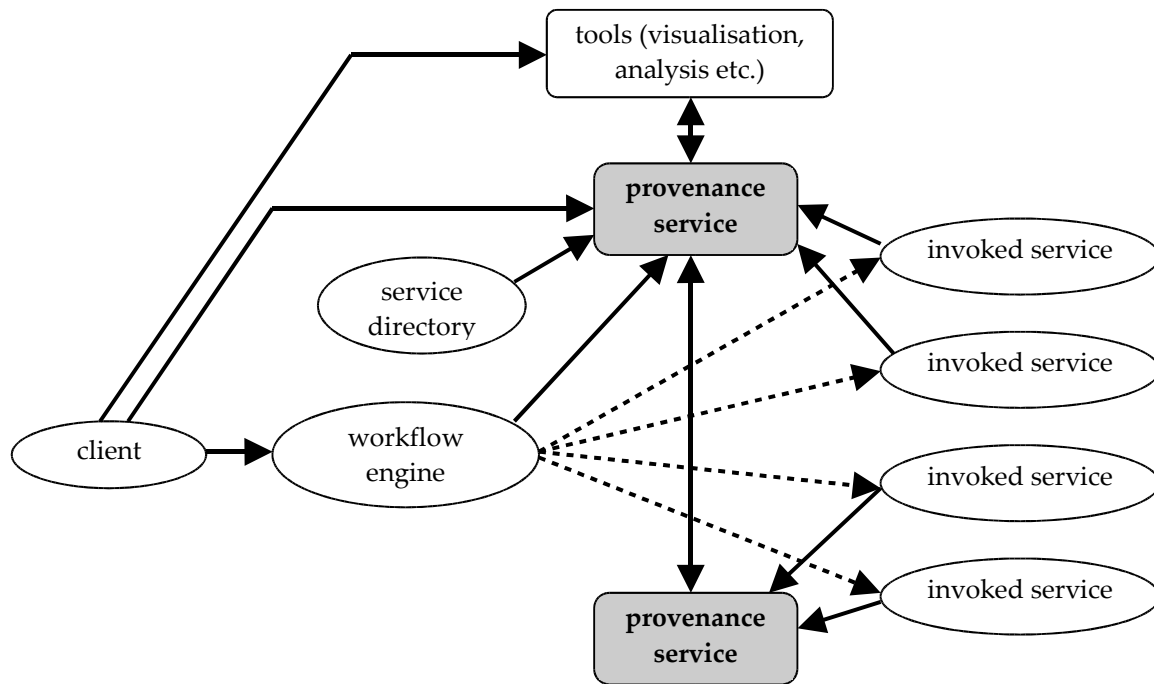 tools (visualisation,
analysis etc.)
provenance
service
invoked service
service
directory
invoked service
client
workflow
engine
invoked service
invoked service
provenance
service